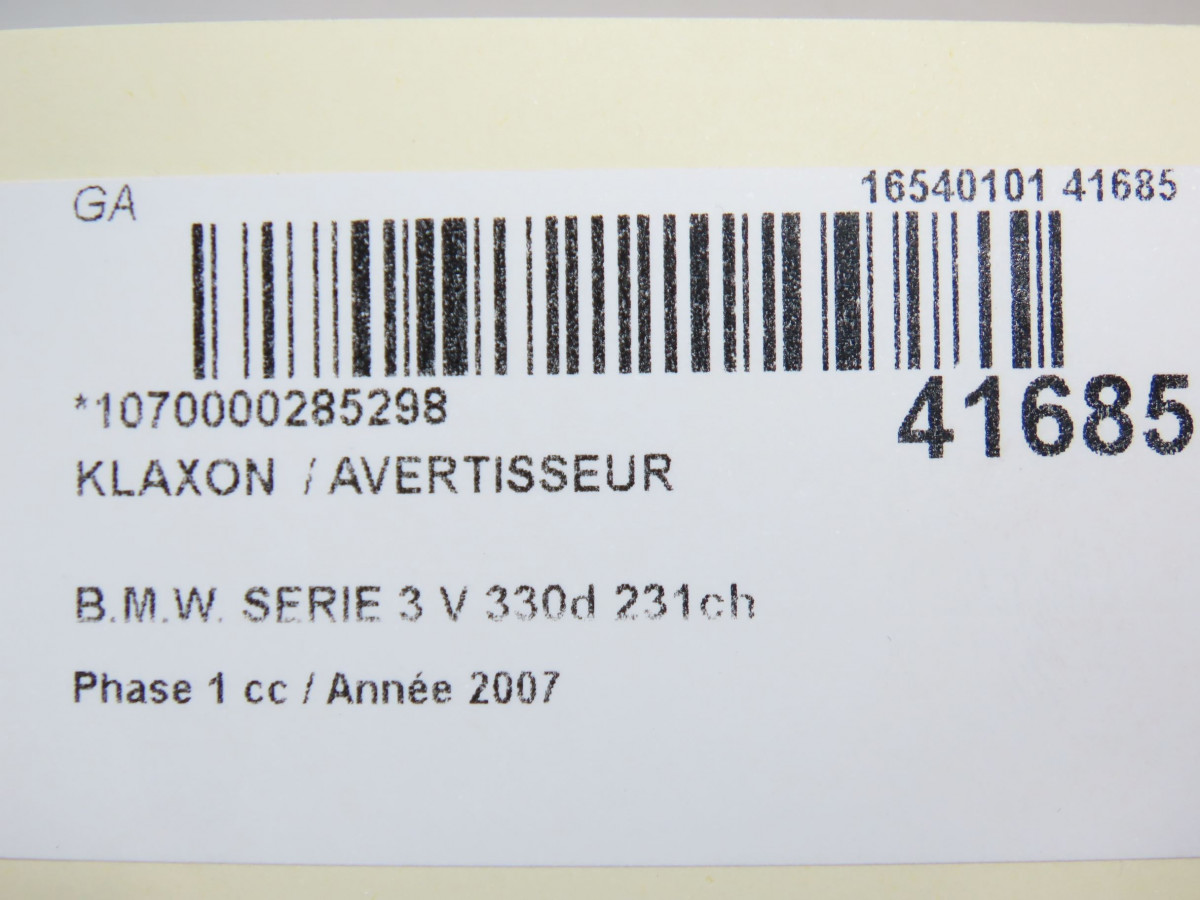 GA
16540101 41685
*1070000285298
41685
KLAXON / AVERTISSEUR
B.M.W. SERIE 3 V 330d 231ch
Phase 1 cc / Année 2007